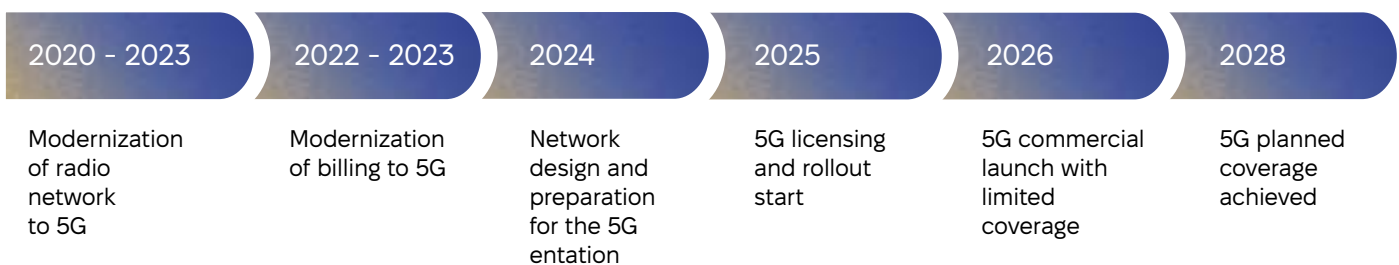 2020 - 2023
Modernization
of radio
network
to 5G
2022 - 2023
Modernization
of billing to 5G
2024
Network
design and
preparation
for the 5G
entation
2025
5G licensing
and rollout
start
2026
5G commercial
launch with
limited
coverage
2028
5G planned
coverage
achieved